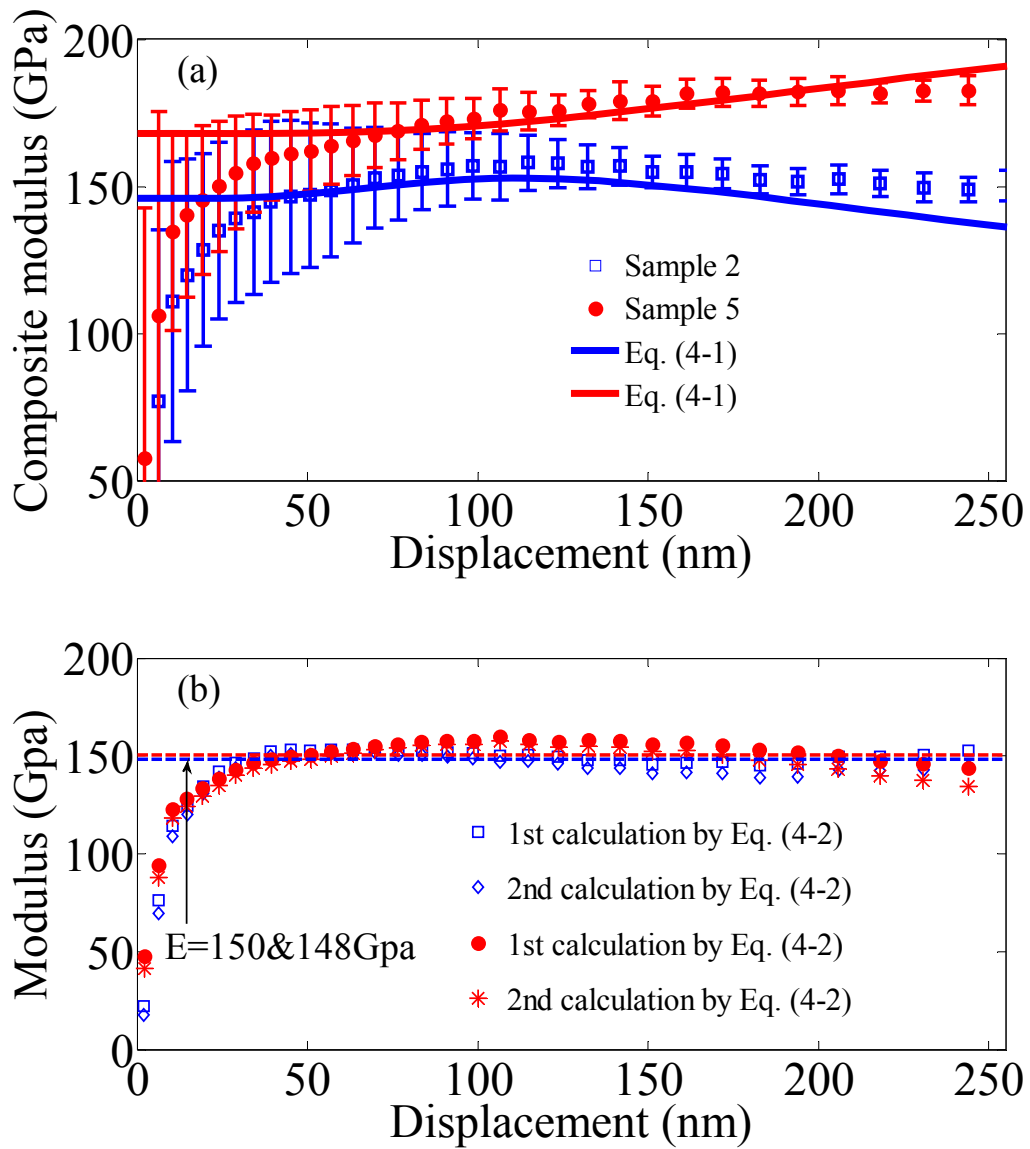 (a)
Composite modulus (GPa)
200
150
100
50
Sample 2
Sample 5
Eq. (4-1)
Eq. (4-1)
0 50 100 150 200 250
Displacement (nm)
(b)
Modulus (Gpa)
200
150
100
50
0
1st calculation by Eq. (4-2)
2nd calculation by Eq. (4-2)
E=150&148Gpa
1st calculation by Eq. (4-2)
2nd calculation by Eq. (4-2)
0 50 100 150 200 250
Displacement (nm)